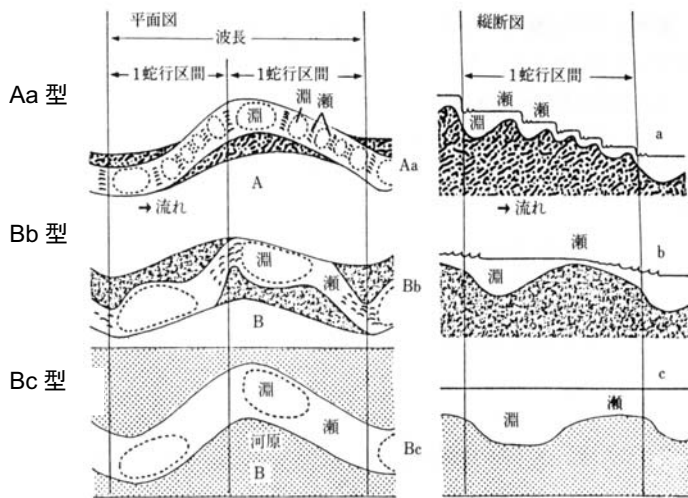 平面図
縦断図
波長
1蛇行区間
1蛇行区間
1蛇行区間
Aa 型
淵
淵
瀬
Aa
A
瀬
瀬
淵
a
→ 流れ
→ 流れ
Bb 型
淵
瀬
Bb
B
瀬
淵
b
Bc 型
淵
瀬
河原
B
Bc
c
淵
瀬